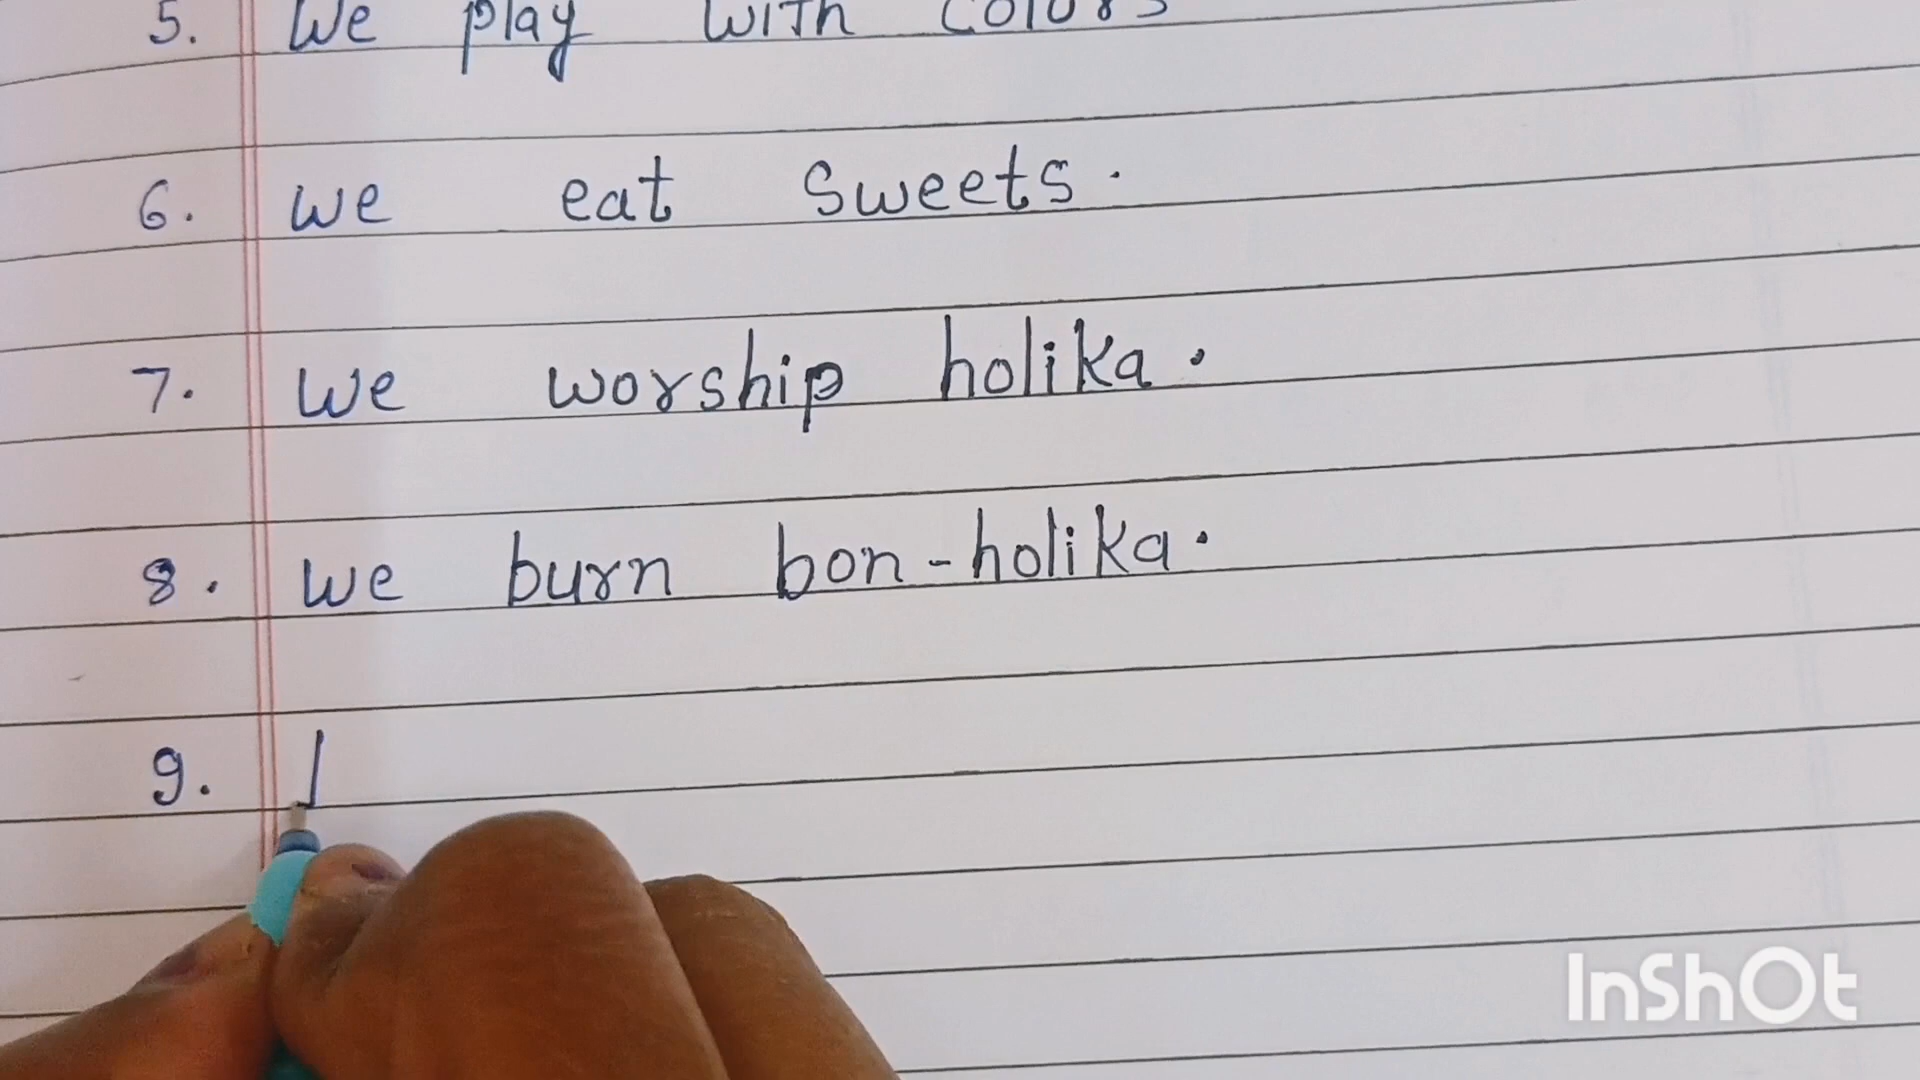 5. We play with colors
6. we eat sweets.
7. we worship holika.
8. we burn bon-holika.
9. I
InShOt